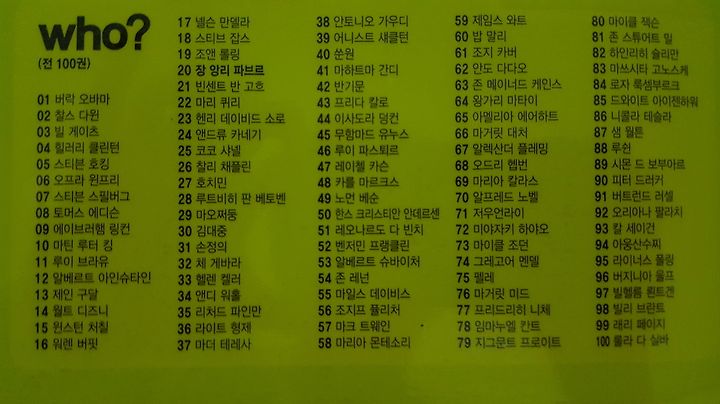 who?
(전 100권)
01 버락 오바마
02 찰스 다윈
03 빌 게이츠
04 힐러리 클린턴
05 스티븐 호킹
06 오프라 윈프리
07 스티븐 스필버그
08 토머스 에디슨
09 에이브러햄 링컨
10 마틴 루터 킹
11 루이 브라유
12 알베르트 아인슈타인
13 제인 구달
14 월트 디즈니
15 윈스턴 처칠
16 워렌 버핏
17 넬슨 만델라
18 스티브 잡스
19 조앤 롤링
20 장 앙리 파브르
21 빈센트 반 고흐
22 마리 퀴리
23 헨리 데이비드 소로
24 앤드류 카네기
25 코코 샤넬
26 찰리 채플린
27 호치민
28 루트비히 판 베토벤
29 마오쩌둥
30 김대중
31 손정의
32 체 게바라
33 헬렌 켈러
34 앤디 워홀
35 리처드 파인만
36 라이트 형제
37 마더 테레사
38 안토니오 가우디
39 어니스트 섀클턴
40 쑨원
41 마하트마 간디
42 반기문
43 프리다 칼로
44 이사도라 덩컨
45 무함마드 유누스
46 루이 파스퇴르
47 레이첼 카슨
48 카를 마르크스
49 노먼 베순
50 한스 크리스티안 안데르센
51 레오나르도 다 빈치
52 벤저민 프랭클린
53 알베르트 슈바이처
54 존 레넌
55 마일스 데이비스
56 조지프 퓰리처
57 마크 트웨인
58 마리아 몬테소리
59 제임스 와트
60 밥 말리
61 조지 카버
62 안도 다다오
63 존 메이너드 케인스
64 왕가리 마타이
65 아멜리아 에어하트
66 마거릿 대처
67 알렉산더 플레밍
68 오드리 헵번
69 마리아 칼라스
70 알프레드 노벨
71 저우언라이
72 미야자키 하야오
73 마이클 조던
74 그레고어 멘델
75 펠레
76 마거릿 미드
77 프리드리히 니체
78 임마누엘 칸트
79 지그문트 프로이트
80 마이클 잭슨
81 존 스튜어트 밀
82 하인리히 슐리만
83 마쓰시타 고노스케
84 로자 룩셈부르크
85 드와이트 아이젠하워
86 니콜라 테슬라
87 샘 월튼
88 루쉰
89 시몬 드 보부아르
90 피터 드러커
91 버트런드 러셀
92 오리아나 팔라치
93 칼 세이건
94 아웅산수찌
95 라이너스 폴링
96 버지니아 울프
97 빌헬름 뢴트겐
98 빌리 브란트
99 래리 페이지
100 룰라 다 실바